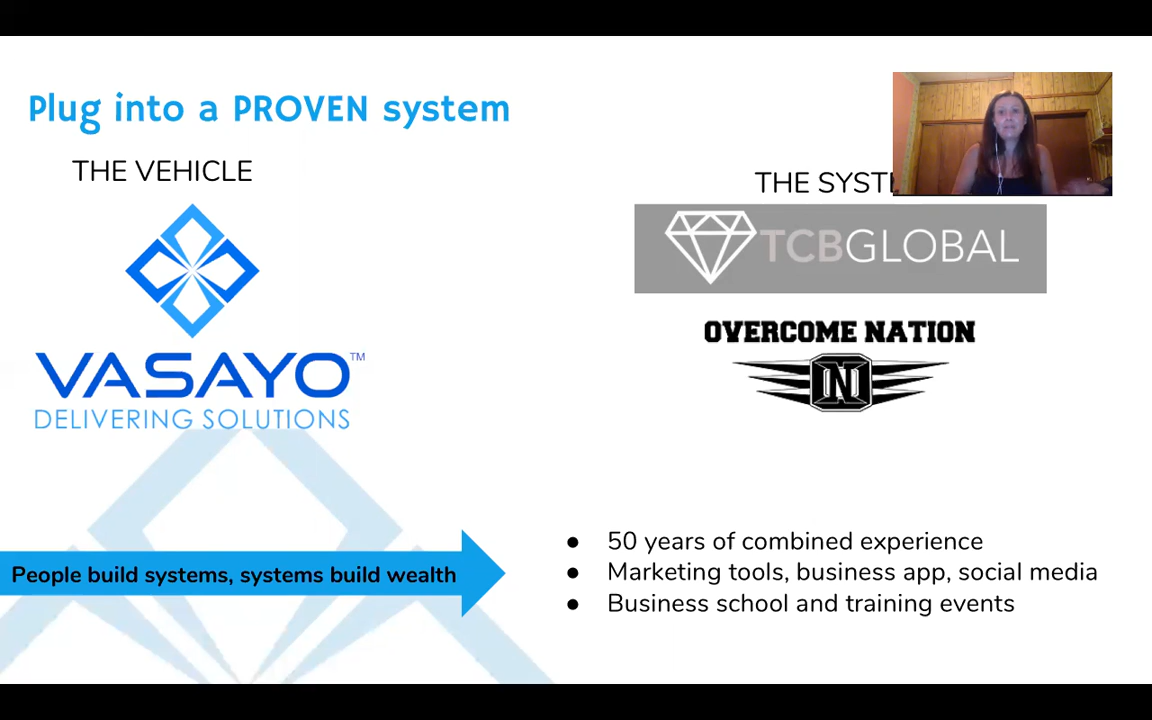 Plug into a PROVEN system
THE VEHICLE
VASAYO™
DELIVERING SOLUTIONS
People build systems, systems build wealth
THE SYSTE
TCBGLOBAL
OVERCOME NATION
N
● 50 years of combined experience
● Marketing tools, business app, social media
● Business school and training events